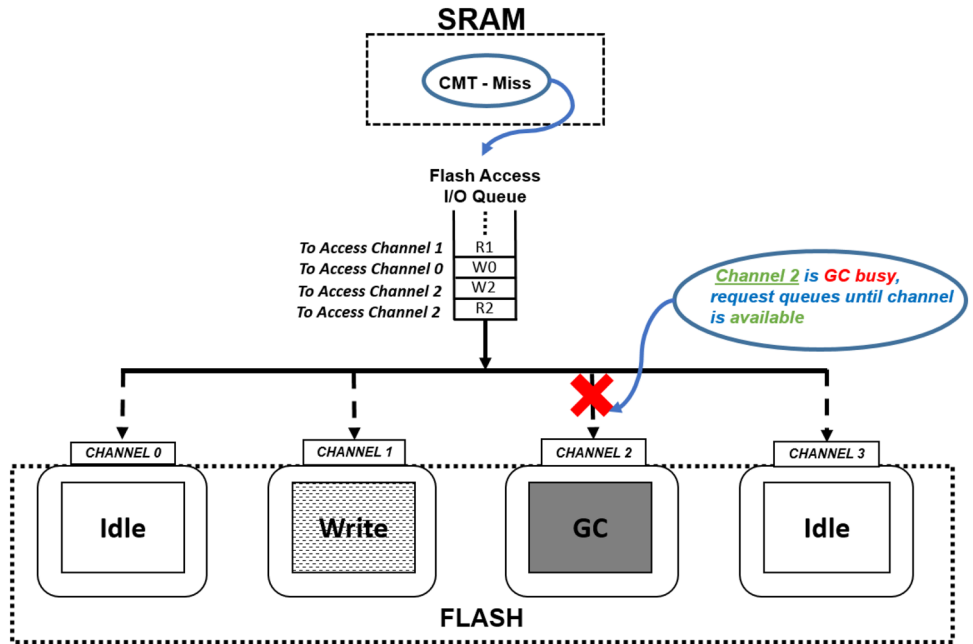 SRAM
CMT - Miss
Flash Access
I/O Queue
To Access Channel 1 R1
To Access Channel 0 W0
To Access Channel 2 W2
To Access Channel 2 R2
Channel 2 is GC busy,
request queues until channel
is available
CHANNEL 0
CHANNEL 1
CHANNEL 2
CHANNEL 3
Idle
Write
GC
Idle
FLASH